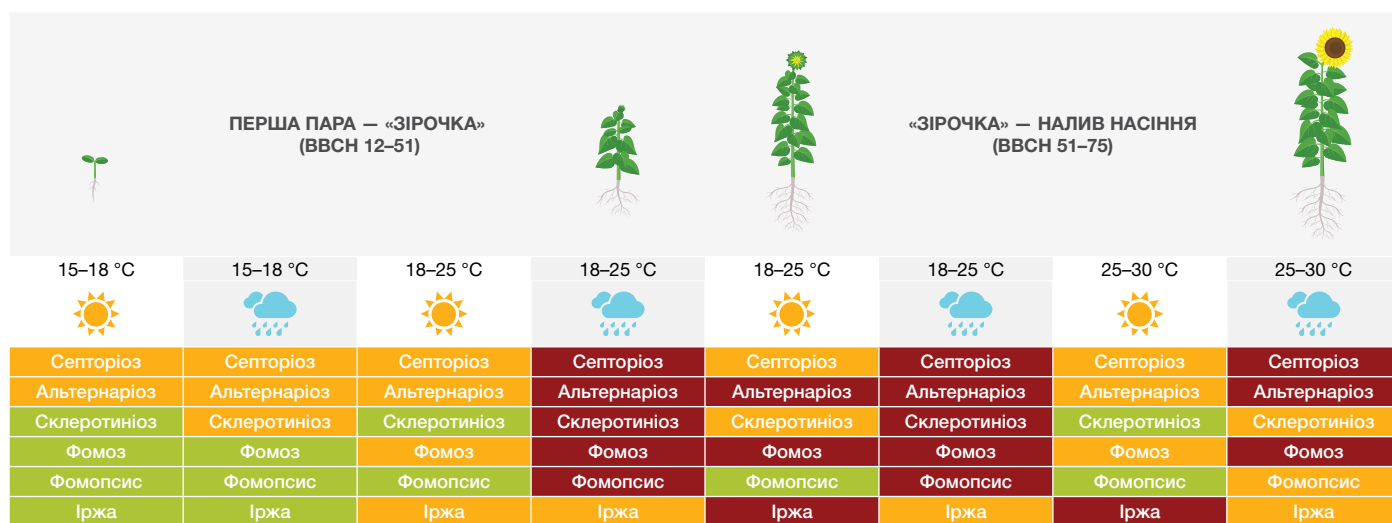 ПЕРША ПАРА — «ЗІРОЧКА»
(ВВСН 12–51)
«ЗІРОЧКА» — НАЛИВ НАСІННЯ
(ВВСН 51–75)
15–18 °C 15–18 °C 18–25 °C 18–25 °C 18–25 °C 18–25 °C 25–30 °C 25–30 °C
Септоріоз Септоріоз Септоріоз Септоріоз Септоріоз Септоріоз Септоріоз Септоріоз
Альтернаріоз Альтернаріоз Альтернаріоз Альтернаріоз Альтернаріоз Альтернаріоз Альтернаріоз Альтернаріоз
Склеротиніоз Склеротиніоз Склеротиніоз Склеротиніоз Склеротиніоз Склеротиніоз Склеротиніоз Склеротиніоз
Фомоз Фомоз Фомоз Фомоз Фомоз Фомоз Фомоз Фомоз
Фомопсис Фомопсис Фомопсис Фомопсис Фомопсис Фомопсис Фомопсис Фомопсис
Іржа Іржа Іржа Іржа Іржа Іржа Іржа Іржа